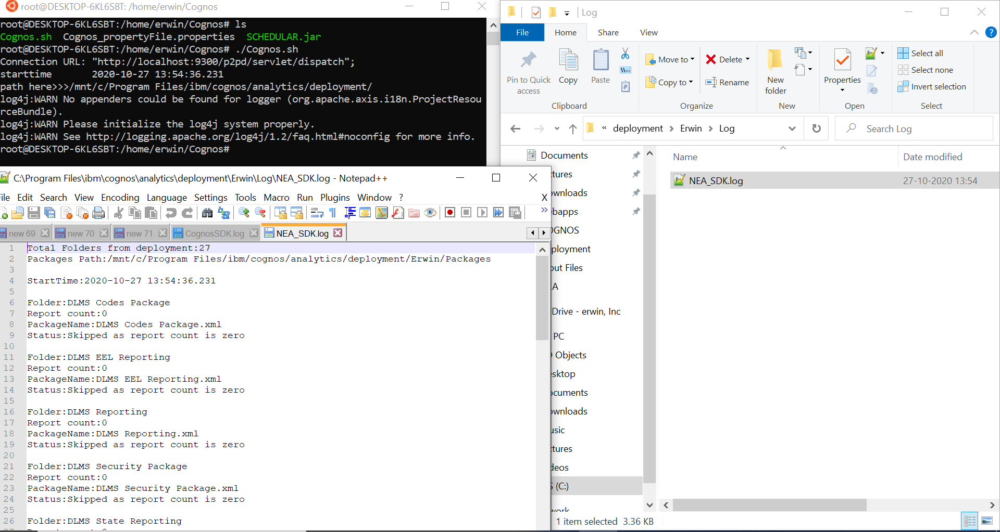 root@DESKTOP-6KL6SBT: /home/erwin/Cognos
root@DESKTOP-6KL6SBT:/home/erwin/Cognos# ls
Cognos.sh  Cognos_propertyFile.properties  SCHEDULAR.jar
root@DESKTOP-6KL6SBT:/home/erwin/Cognos# ./Cognos.sh
Connection URL: "http://localhost:9300/p2pd/servlet/dispatch";
starttime       2020-10-27 13:54:36.231
path here>>>/mnt/c/Program Files/ibm/cognos/analytics/deployment/
log4j:WARN No appenders could be found for logger (org.apache.axis.i18n.ProjectResou
rceBundle).
log4j:WARN Please initialize the log4j system properly.
log4j:WARN See http://logging.apache.org/log4j/1.2/faq.html#noconfig for more info.
root@DESKTOP-6KL6SBT:/home/erwin/Cognos#
C:\Program Files\ibm\cognos\analytics\deployment\Erwin\Log\NEA_SDK.log - Notepad++
ile Edit Search View Encoding Language Settings Tools Macro Run Plugins Window ? X
new 69 new 70 new 71 CognosSDK.log NEA_SDK.log
1 Total Folders from deployment:27
2 Packages Path:/mnt/c/Program Files/ibm/cognos/analytics/deployment/Erwin/Packages
3
4 StartTime:2020-10-27 13:54:36.231
5
6 Folder:DLMS Codes Package
7 Report count:0
8 PackageName:DLMS Codes Package.xml
9 Status:Skipped as report count is zero
10
11 Folder:DLMS EEL Reporting
12 Report count:0
13 PackageName:DLMS EEL Reporting.xml
14 Status:Skipped as report count is zero
15
16 Folder:DLMS Reporting
17 Report count:0
18 PackageName:DLMS Reporting.xml
19 Status:Skipped as report count is zero
20
21 Folder:DLMS Security Package
22 Report count:0
23 PackageName:DLMS Security Package.xml
24 Status:Skipped as report count is zero
25
26 Folder:DLMS State Reporting
Log
File Home Share View
Pin to Quick access
Copy
Paste
Clipboard
Move to
Copy to
Delete
Rename
Organize
New folder
New
Properties
Open
Select all
Select none
Invert selection
Select
« deployment > Erwin > Log
Search Log
Name Date modified
NEA_SDK.log 27-10-2020 13:54
Documents
ctures
ownloads
ebapps
OGNOS
ployment
out Files
EA
Drive - erwin, Inc
PC
D Objects
esktop
ocuments
ownloads
usic
ctures
deos
S (C:)
work
1 item selected 3.36 KB